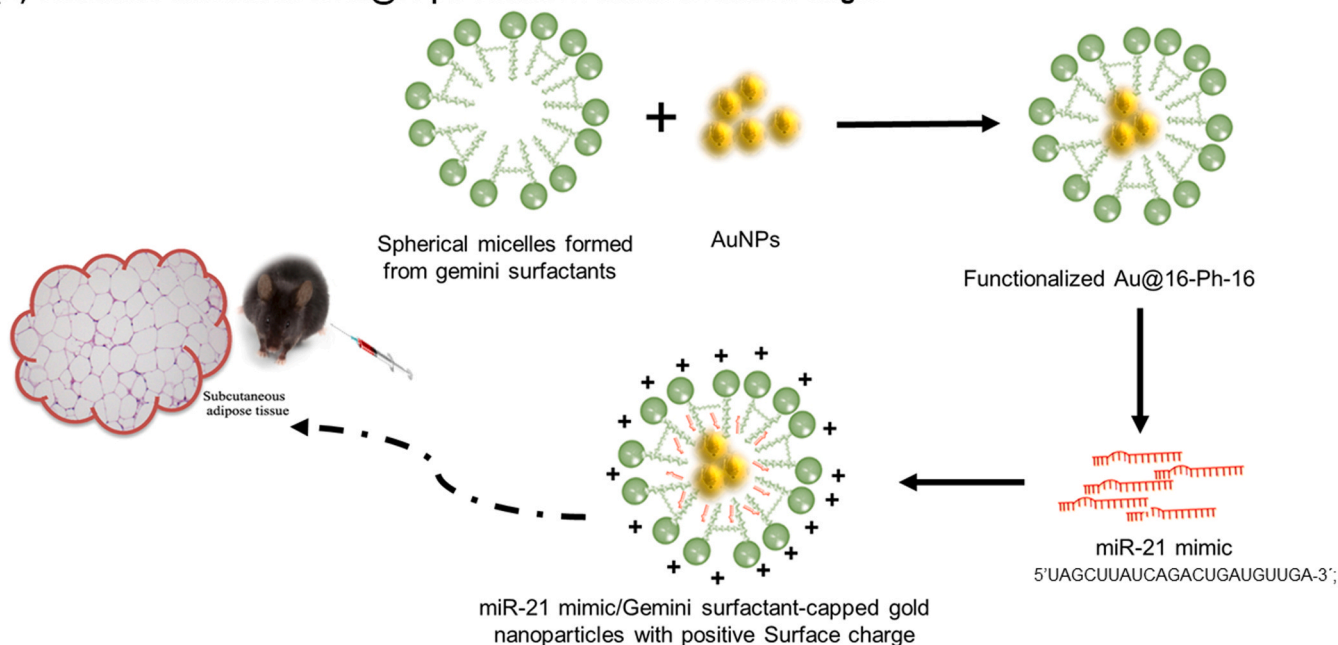 +
Spherical micelles formed
from gemini surfactants
AuNPs
Functionalized Au@16-Ph-16
Subcutaneous
adipose tissue
miR-21 mimic
5’UAGCUUAUCAGACUGAUGUUGA-3´;
miR-21 mimic/Gemini surfactant-capped gold
nanoparticles with positive Surface charge